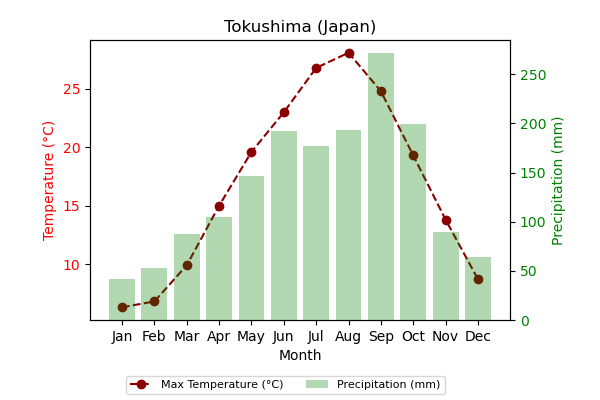 Tokushima (Japan)
Temperature (°C)
25
20
15
10
250
200
150
100
50
0
Precipitation (mm)
Jan Feb Mar Apr May Jun Jul Aug Sep Oct Nov Dec
Month
Max Temperature (°C) Precipitation (mm)